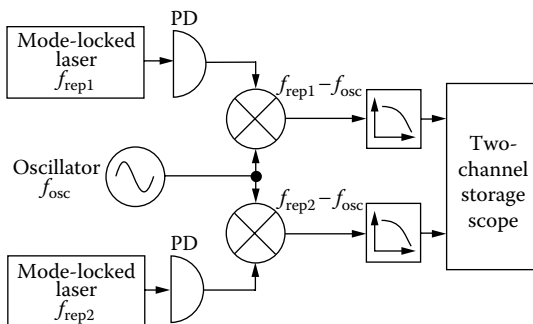 PD
Mode-locked
laser
f_rep1
f_rep1 – f_osc
Oscillator
f_osc
Two-
channel
storage
scope
f_rep2 – f_osc
PD
Mode-locked
laser
f_rep2